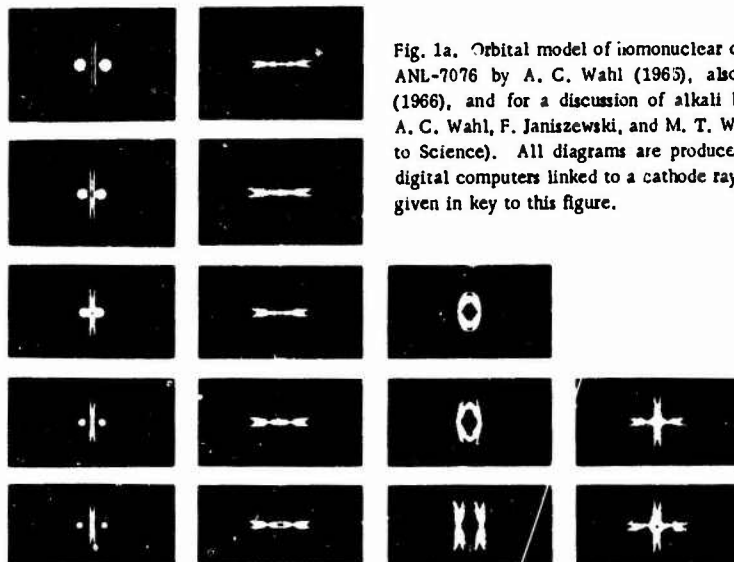 Fig. 1a. Orbital model of homonuclear
ANL-7076 by A. C. Wahl (1965), also
(1966), and for a discussion of alkali
A. C. Wahl, F. Janiszewski, and M. T. W
to Science). All diagrams are produce
digital computers linked to a cathode ray
given in key to this figure.